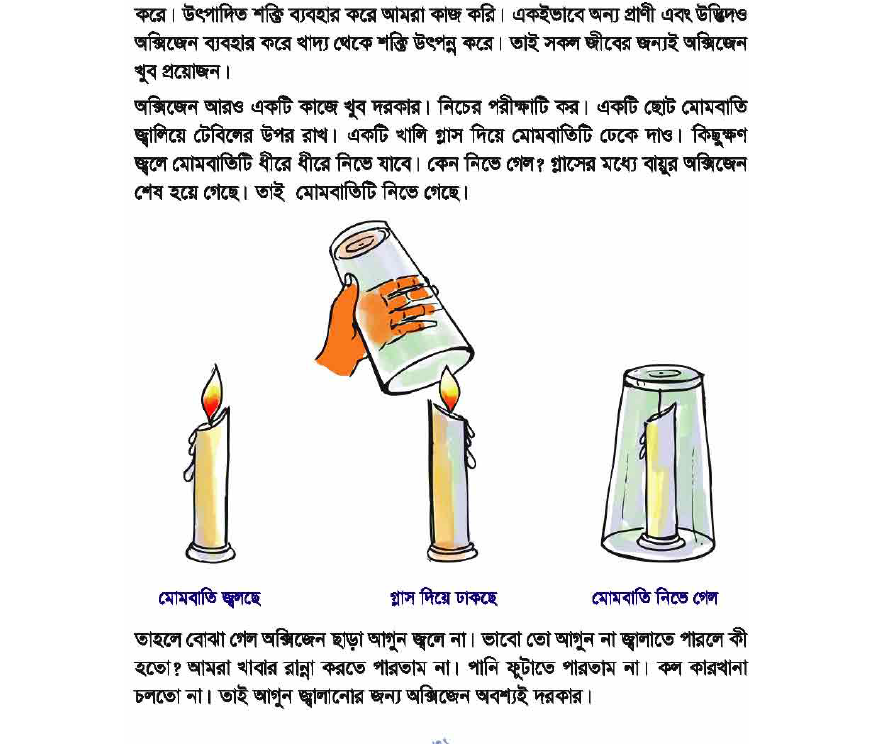 করে। উৎপাদিত শক্তি ব্যবহার করে আমরা কাজ করি। একইভাবে অন্য প্রাণী এবং উদ্ভিদও
অক্সিজেন ব্যবহার করে খাদ্য থেকে শক্তি উৎপন্ন করে। তাই সকল জীবের জন্যই অক্সিজেন
খুব প্রয়োজন।
অক্সিজেন আরও একটি কাজে খুব দরকার। নিচের পরীক্ষাটি কর। একটি ছোট মোমবাতি
জ্বালিয়ে টেবিলের উপর রাখ। একটি খালি গ্লাস দিয়ে মোমবাতিটি ঢেকে দাও। কিছুক্ষণ
জ্বলে মোমবাতিটি ধীরে ধীরে নিভে যাবে। কেন নিভে গেল? গ্লাসের মধ্যে বায়ুর অক্সিজেন
শেষ হয়ে গেছে। তাই মোমবাতিটি নিভে গেছে।
মোমবাতি জ্বলছে গ্লাস দিয়ে ঢাকছে মোমবাতি নিভে গেল
তাহলে বোঝা গেল অক্সিজেন ছাড়া আগুন জ্বলে না। ভাবো তো আগুন না জ্বালাতে পারলে কী
হতো? আমরা খাবার রান্না করতে পারতাম না। পানি ফুটাতে পারতাম না। কল কারখানা
চলতো না। তাই আগুন জ্বালানোর জন্য অক্সিজেন অবশ্যই দরকার।